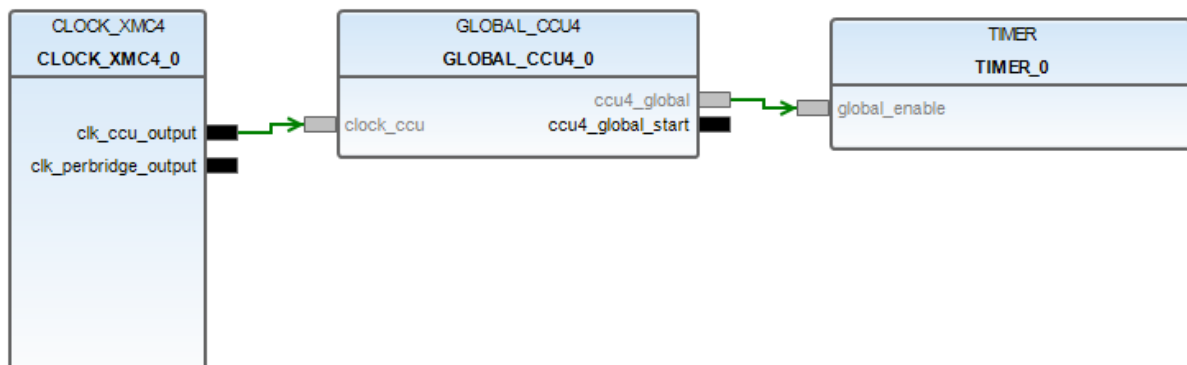 CLOCK_XMC4
CLOCK_XMC4_0
clk_ccu_output
clk_perbridge_output
GLOBAL_CCU4
GLOBAL_CCU4_0
ccu4_global
clock_ccu
ccu4_global_start
TIMER
TIMER_0
global_enable